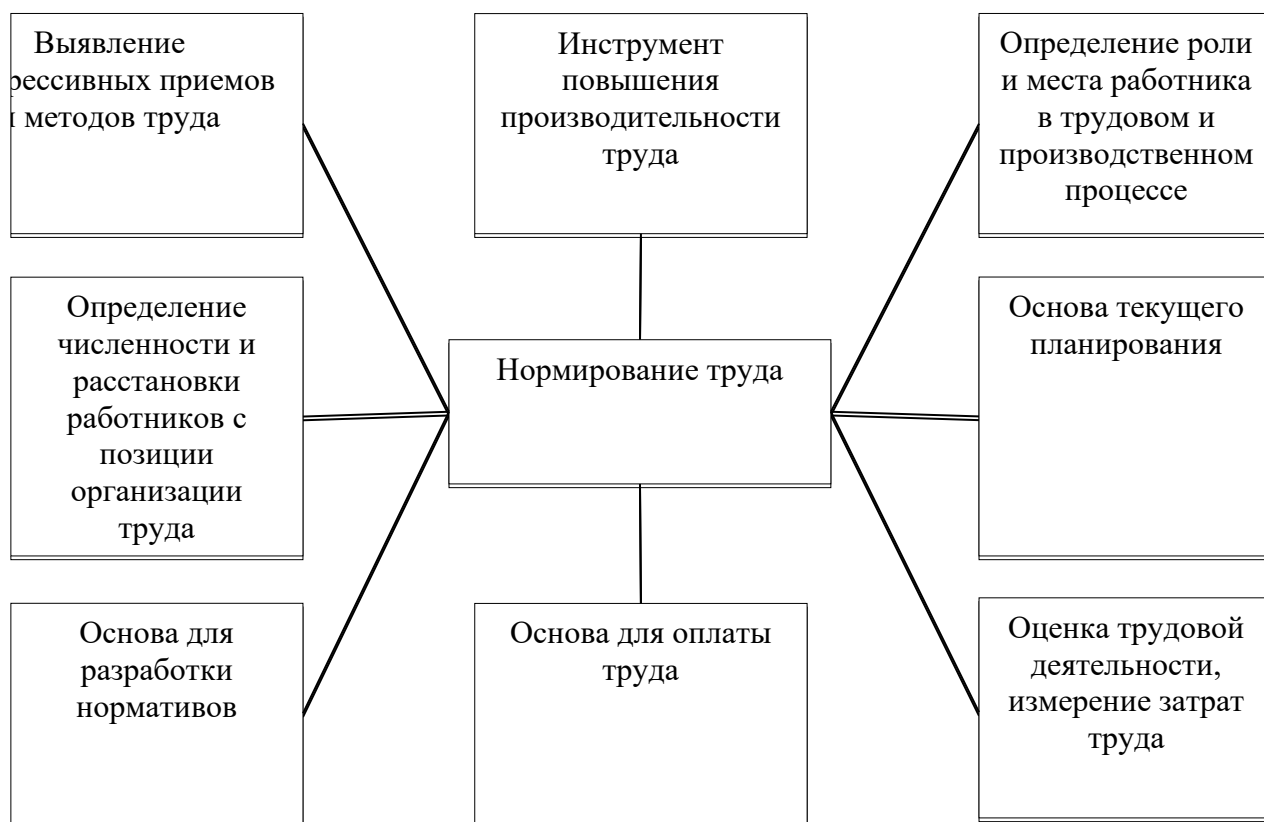 Выявление
приемов
методов труда
Инструмент
повышения
производительности
труда
Определение роли
и места работника
в трудовом и
производственном
процессе
Определение
численности и
расстановки
работников с
позиции
организации
труда
Нормирование труда
Основа текущего
планирования
Основа для
разработки
нормативов
Основа для оплаты
труда
Оценка трудовой
деятельности,
измерение затрат
труда